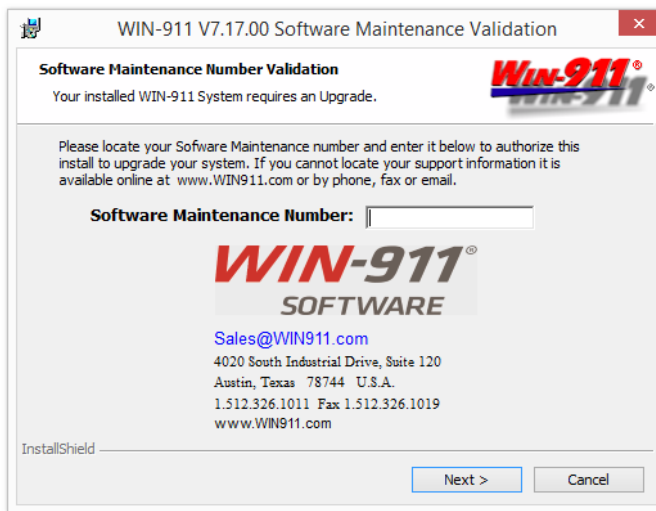 WIN-911 V7.17.00 Software Maintenance Validation
Software Maintenance Number Validation
Your installed WIN-911 System requires an Upgrade.
WIN-911®
WIN-911®
Please locate your Sofware Maintenance number and enter it below to authorize this
install to upgrade your system. If you cannot locate your support information it is
available online at www.WIN911.com or by phone, fax or email.
Software Maintenance Number:
WIN-911®
SOFTWARE
Sales@WIN911.com
4020 South Industrial Drive, Suite 120
Austin, Texas 78744 U.S.A.
1.512.326.1011 Fax 1.512.326.1019
www.WIN911.com
InstallShield
Next >
Cancel